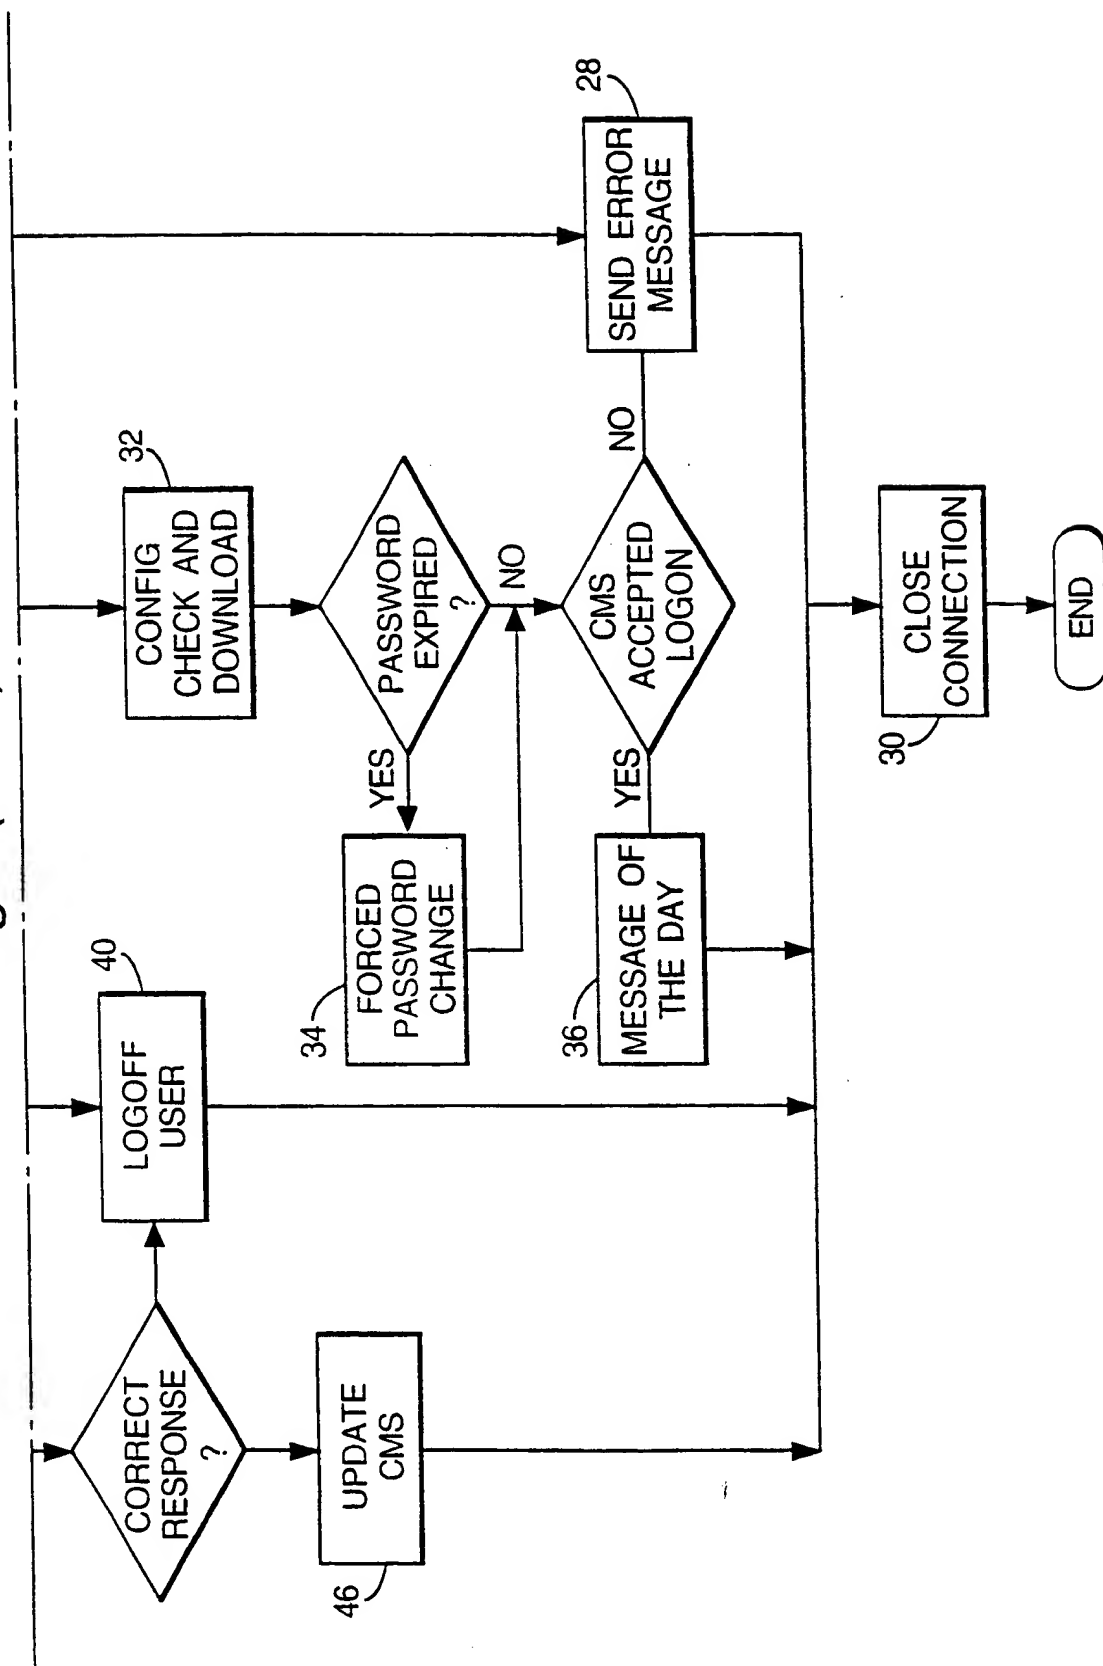 CORRECT
RESPONSE
?
LOGOFF
USER
40
CONFIG
CHECK AND
DOWNLOAD
32
UPDATE
CMS
46
FORCED
PASSWORD
CHANGE
34
YES
PASSWORD
EXPIRED
?
NO
MESSAGE OF
THE DAY
36
YES
CMS
ACCEPTED
LOGON
NO
SEND ERROR
MESSAGE
28
CLOSE
CONNECTION
30
END